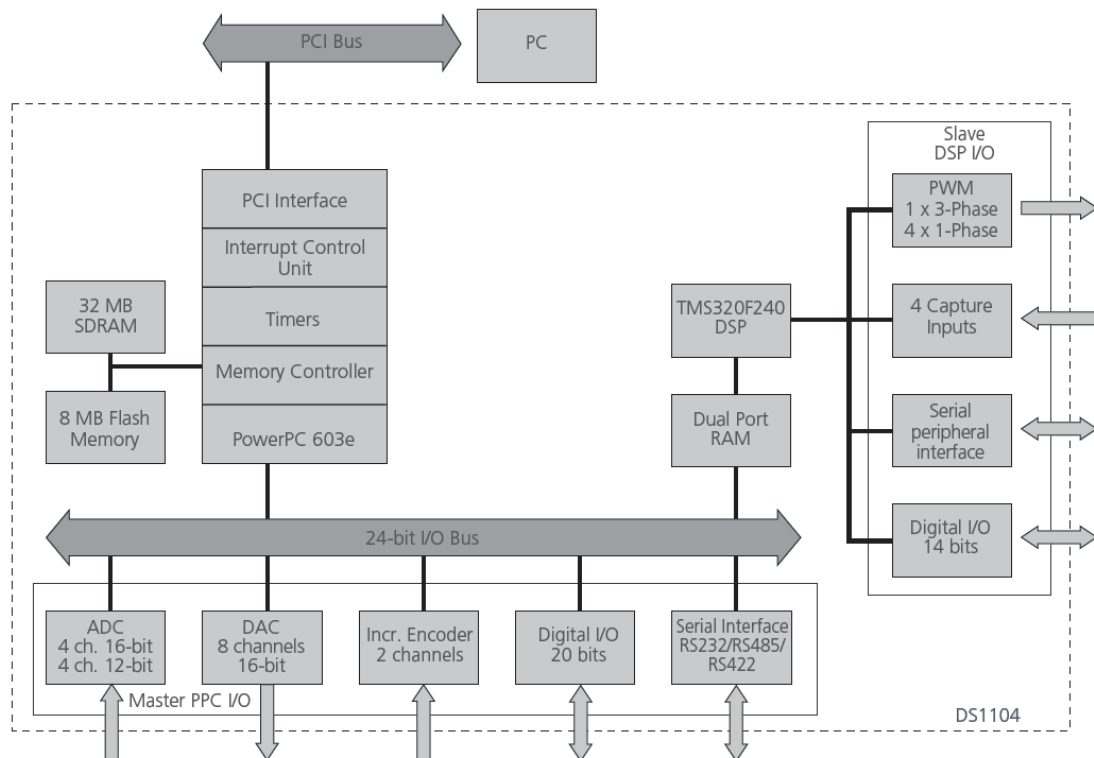 PCI Bus
PC
Slave
DSP I/O
PCI Interface
Interrupt Control
Unit
Timers
Memory Controller
PowerPC 603e
32 MB
SDRAM
8 MB Flash
Memory
TMS320F240
DSP
Dual Port
RAM
PWM
1 x 3-Phase
4 x 1-Phase
4 Capture
Inputs
Serial
peripheral
interface
Digital I/O
14 bits
24-bit I/O Bus
ADC
4 ch. 16-bit
4 ch. 12-bit
DAC
8 channels
16-bit
Incr. Encoder
2 channels
Digital I/O
20 bits
Serial Interface
RS232/RS485/
RS422
Master PPC I/O
DS1104